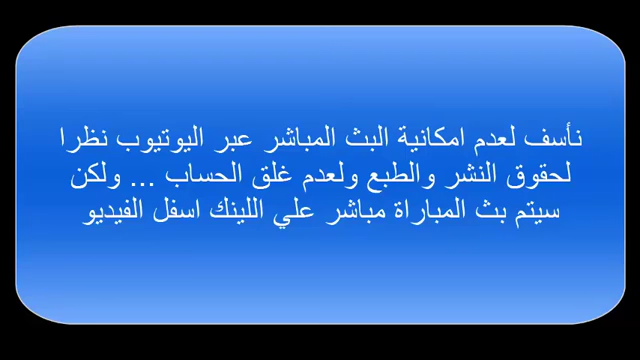 نأسف لعدم امكانية البث المباشر عبر اليوتيوب نظرا
لحقوق النشر والطبع ولعدم غلق الحساب ... ولكن
سيتم بث المباراة مباشر علي اللينك اسفل الفيديو